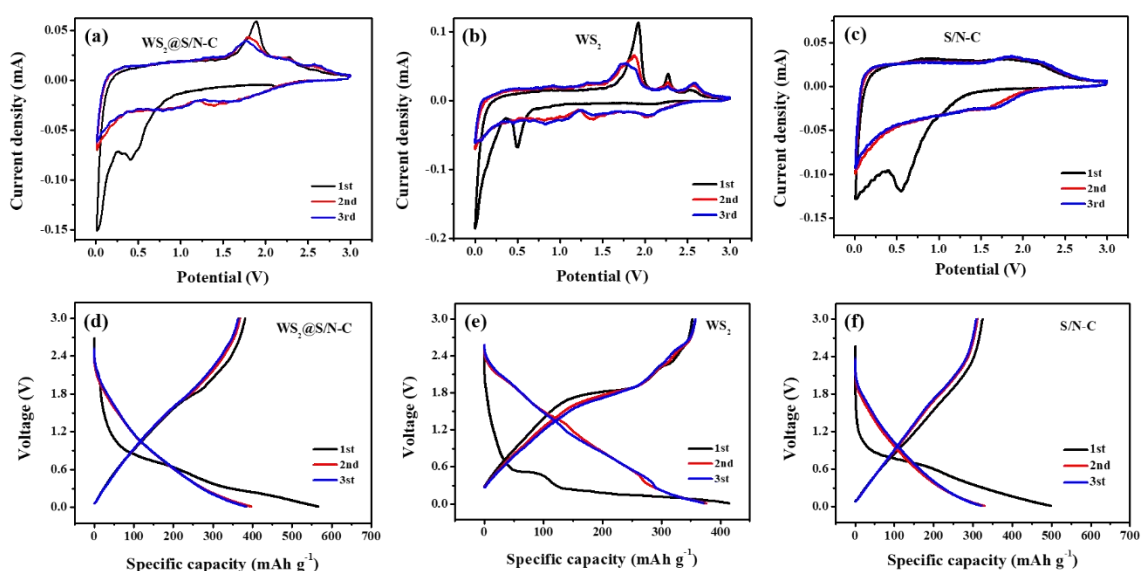 (a)
WS₂@S/N-C
Current density (mA)
0.05
0.00
-0.05
-0.10
-0.15
1st
2nd
3rd
0.0 0.5 1.0 1.5 2.0 2.5 3.0
Potential (V)
(b)
WS₂
Current density (mA)
0.1
0.0
-0.1
-0.2
1st
2nd
3rd
0.0 0.5 1.0 1.5 2.0 2.5 3.0
Potential (V)
(c)
S/N-C
Current density (mA)
0.05
0.00
-0.05
-0.10
-0.15
1st
2nd
3rd
0.0 0.5 1.0 1.5 2.0 2.5 3.0
Potential (V)
(d)
WS₂@S/N-C
Voltage (V)
3.0
2.4
1.8
1.2
0.6
0.0
1st
2nd
3st
0 100 200 300 400 500 600 700
Specific capacity (mAh g⁻¹)
(e)
WS₂
Voltage (V)
3.0
2.4
1.8
1.2
0.6
0.0
1st
2nd
3st
0 100 200 300 400
Specific capacity (mAh g⁻¹)
(f)
S/N-C
Voltage (V)
3.0
2.4
1.8
1.2
0.6
0.0
1st
2nd
3st
0 100 200 300 400 500 600 700
Specific capacity (mAh g⁻¹)